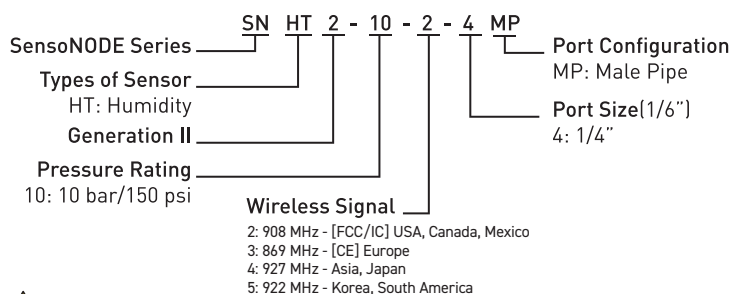 SN HT 2 - 10 - 2 - 4 MP
SensoNODE Series
Types of Sensor
HT: Humidity
Generation II
Pressure Rating
10: 10 bar/150 psi
Port Configuration
MP: Male Pipe
Port Size(1/6”)
4: 1/4”
Wireless Signal
2: 908 MHz - [FCC/IC] USA, Canada, Mexico
3: 869 MHz - [CE] Europe
4: 927 MHz - Asia, Japan
5: 922 MHz - Korea, South America